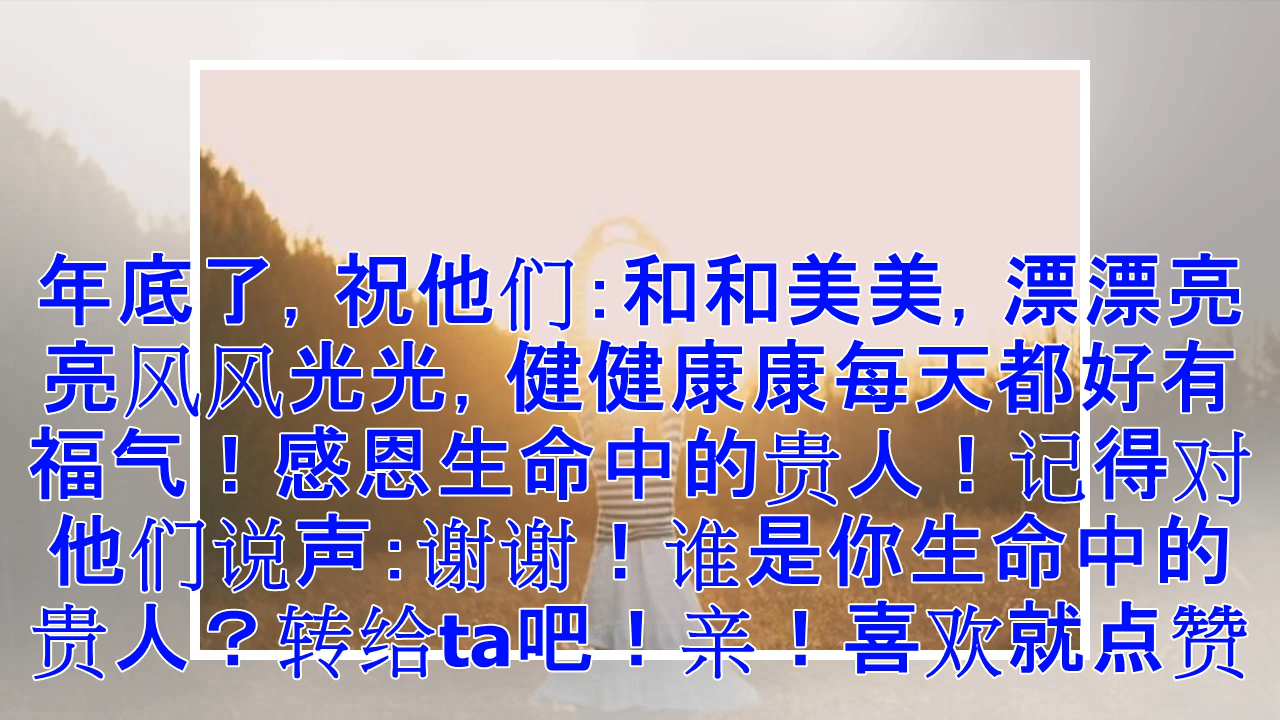 年底了，祝他们:和和美美，漂漂亮
亮风风光光，健健康康每天都好有
福气！感恩生命中的贵人！记得对
他们说声:谢谢！谁是你生命中的
贵人？转给ta吧！亲！喜欢就点赞